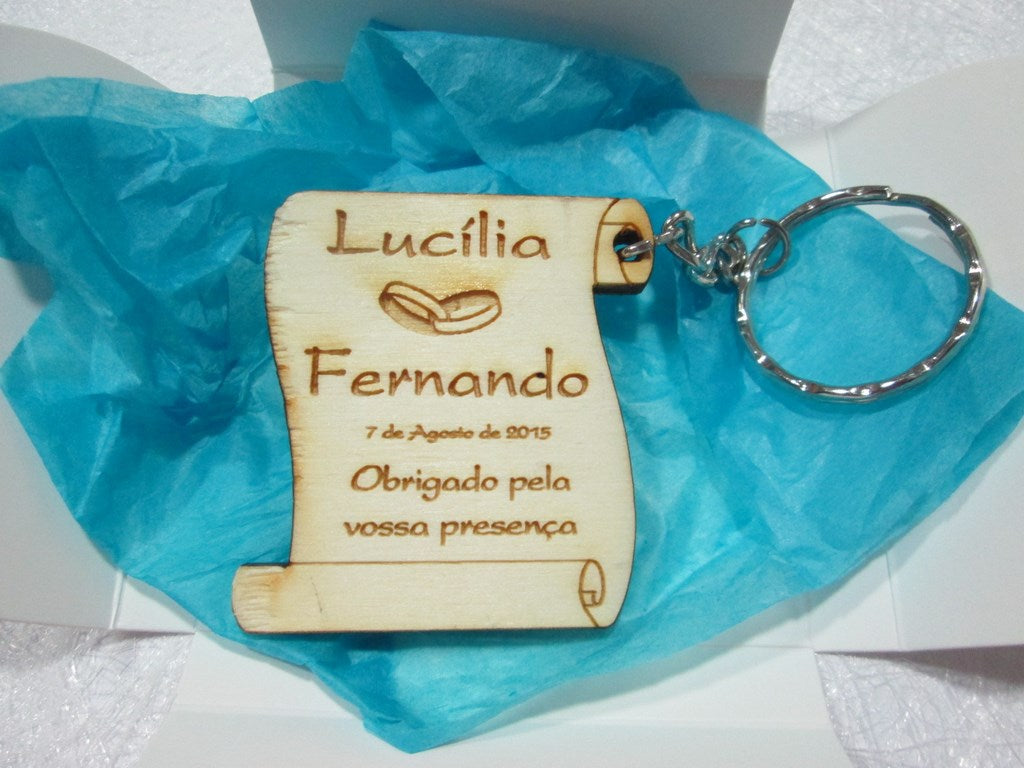 Lucília
Fernando
7 de Agosto de 2015
Obrigado pela
vossa presença